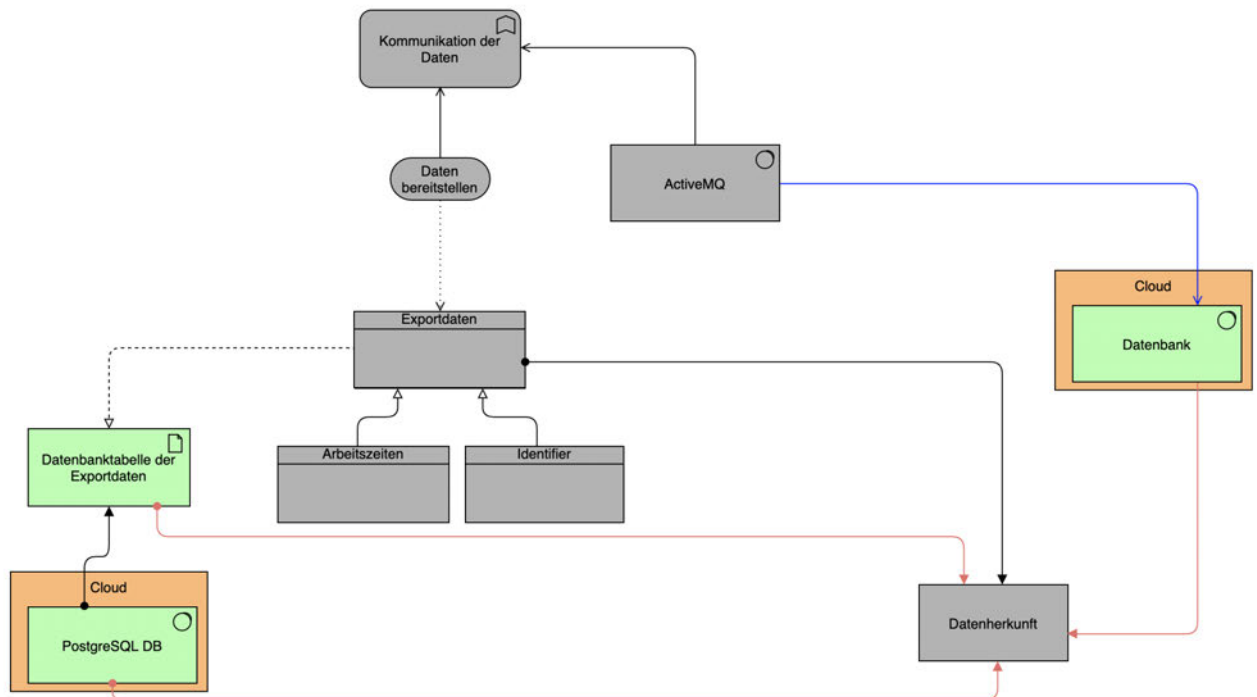 Kommunikation der
Daten
Daten
bereitstellen
ActiveMQ
Cloud
Datenbank
Exportdaten
Datenbanktabelle der
Exportdaten
Arbeitszeiten
Identifier
Cloud
PostgreSQL DB
Datenherkunft